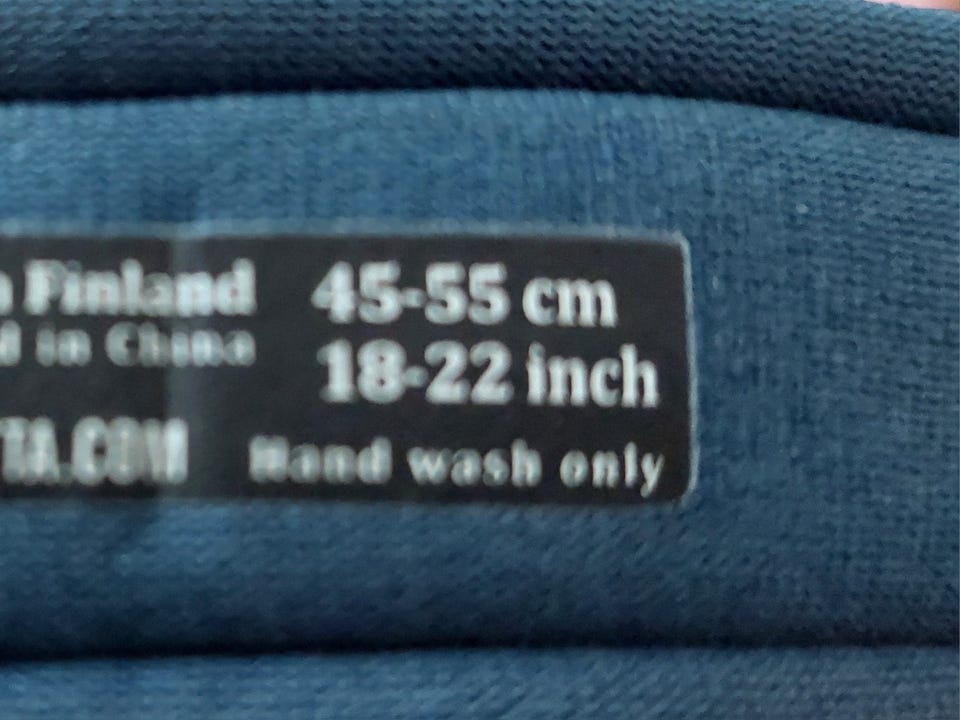 Finland 45-55 cm
in China 18-22 inch
TA.COM Hand wash only